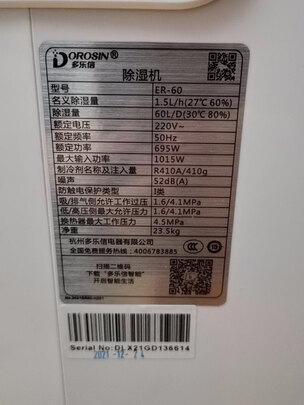 DOROSIN®
多乐信
除湿机
型号 ER-60
名义除湿量 1.5L/h(27℃ 60%)
除湿量 60L/D(30℃ 80%)
额定电压 220V~
额定频率 50Hz
额定功率 695W
最大输入功率 1015W
制冷剂名称及注入量 R410A/410g
噪声 52dB(A)
防触电保护类型 I类
吸/排气侧允许工作过压 1.6/4.1MPa
低/高压侧最大允许压力 1.6/4.1MPa
换热器最大工作压力 4.5MPa
净重 23.5kg
杭州多乐信电器有限公司
全国免费服务热线：4006783885
扫描二维码
下载“多乐信智能”
开启智能生活
Serial No:DLX21GD136614
2021-12-24